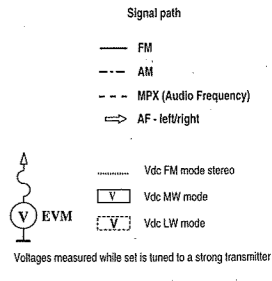 Signal path
FM
AM
MPX (Audio Frequency)
AF - left/right
Vdc FM mode stereo
V EVM
V Vdc MW mode
V Vdc LW mode
Voltages measured while set is tuned to a strong transmitter